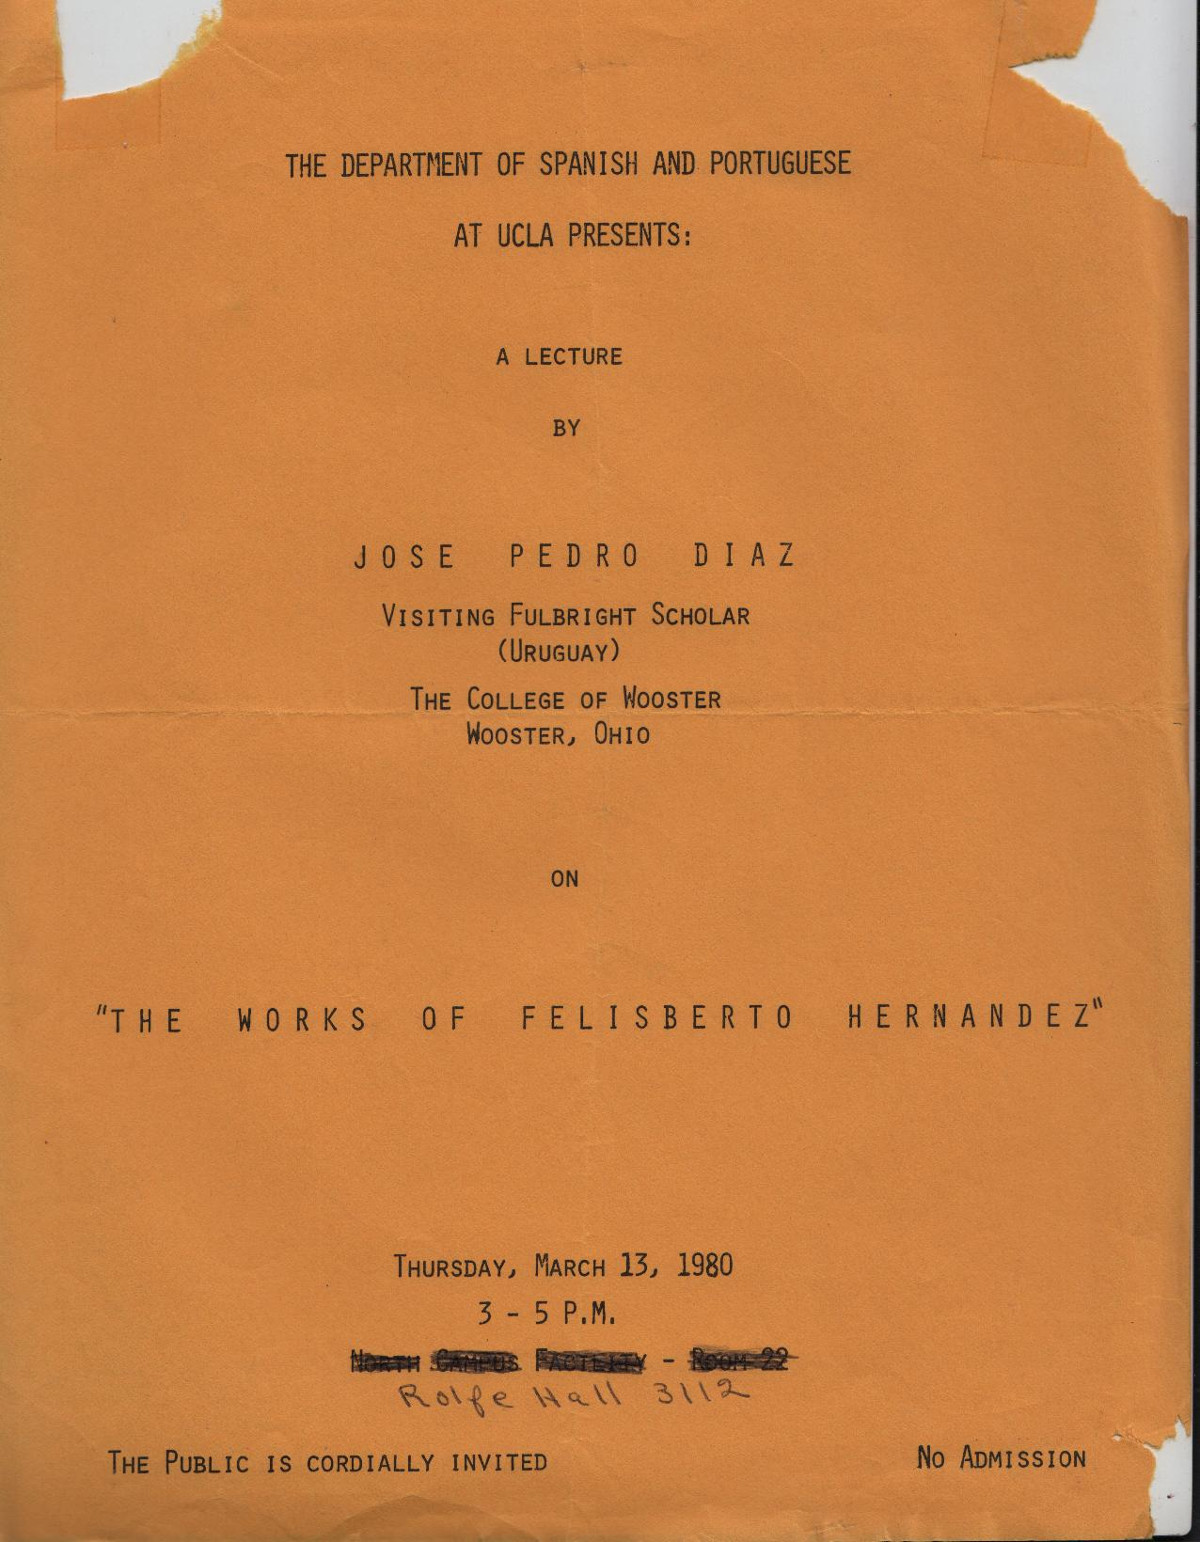 THE DEPARTMENT OF SPANISH AND PORTUGUESE
AT UCLA PRESENTS:
A LECTURE
BY
JOSE PEDRO DIAZ
VISITING FULBRIGHT SCHOLAR
(URUGUAY)
THE COLLEGE OF WOOSTER
WOOSTER, OHIO
ON
"THE WORKS OF FELISBERTO HERNANDEZ"
THURSDAY, MARCH 13, 1980
3 - 5 P.M.
NORTH CAMPUS FACILITY - ROOM 22
Rolfe Hall 3112
THE PUBLIC IS CORDIALLY INVITED
NO ADMISSION